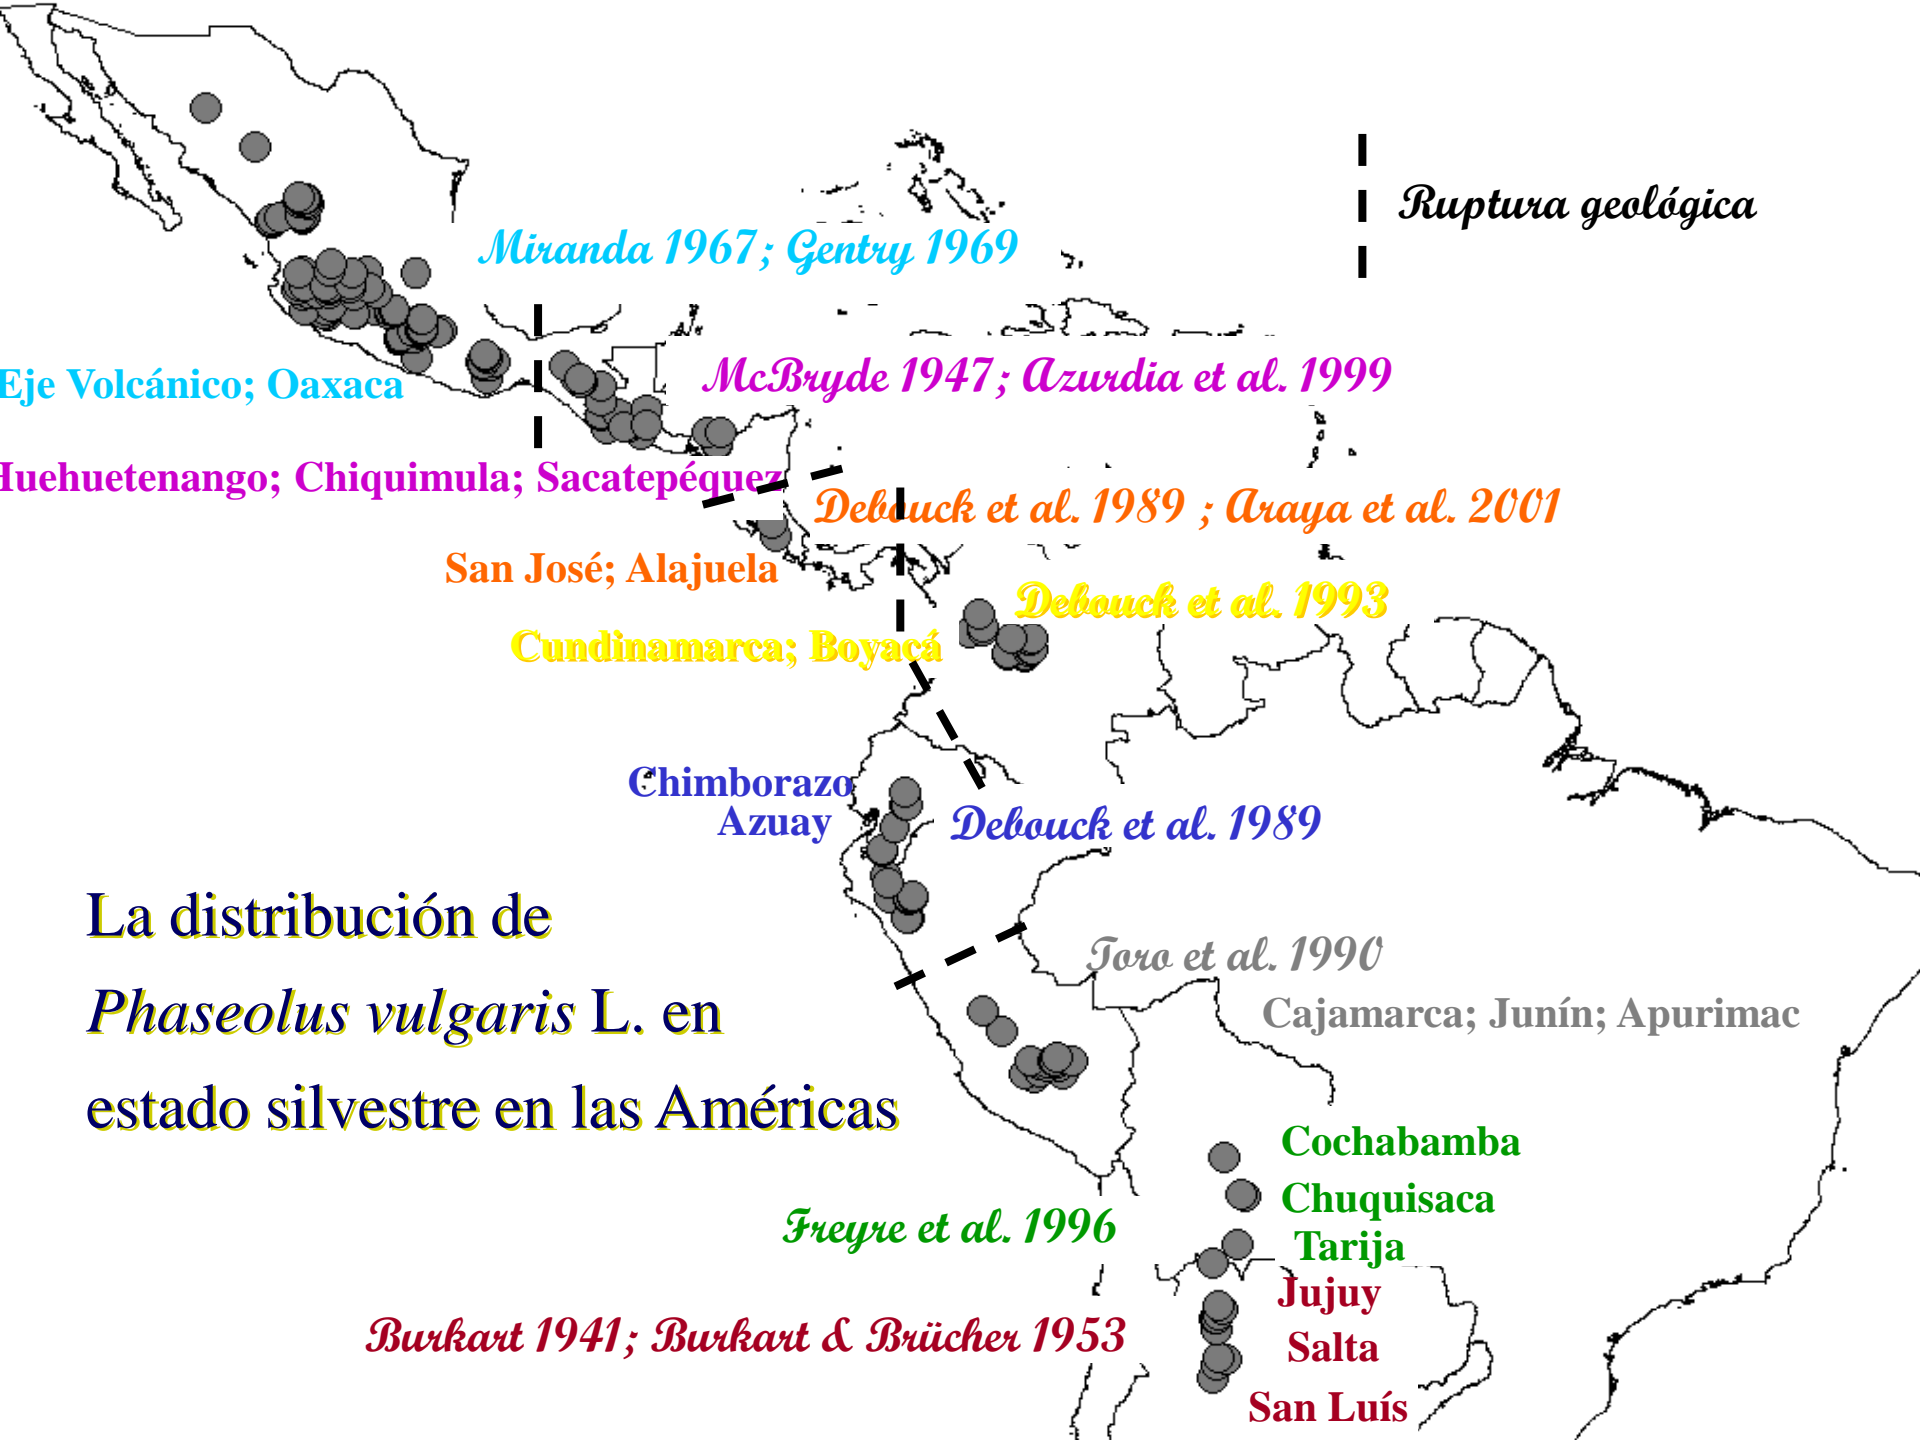 Ruptura geológica
Miranda 1967; Gentry 1969
Eje Volcánico; Oaxaca
McBryde 1947; Azurdia et al. 1999
Huehuetenango; Chiquimula; Sacatepéquez
Debouck et al. 1989 ; Araya et al. 2001
San José; Alajuela
Debouck et al. 1993
Cundinamarca; Boyacá
Chimborazo
Azuay
Debouck et al. 1989
La distribución de
Phaseolus vulgaris L. en
estado silvestre en las Américas
Toro et al. 1990
Cajamarca; Junín; Apurimac
Cochabamba
Chuquisaca
Tarija
Freyre et al. 1996
Jujuy
Salta
San Luís
Burkart 1941; Burkart & Brücher 1953